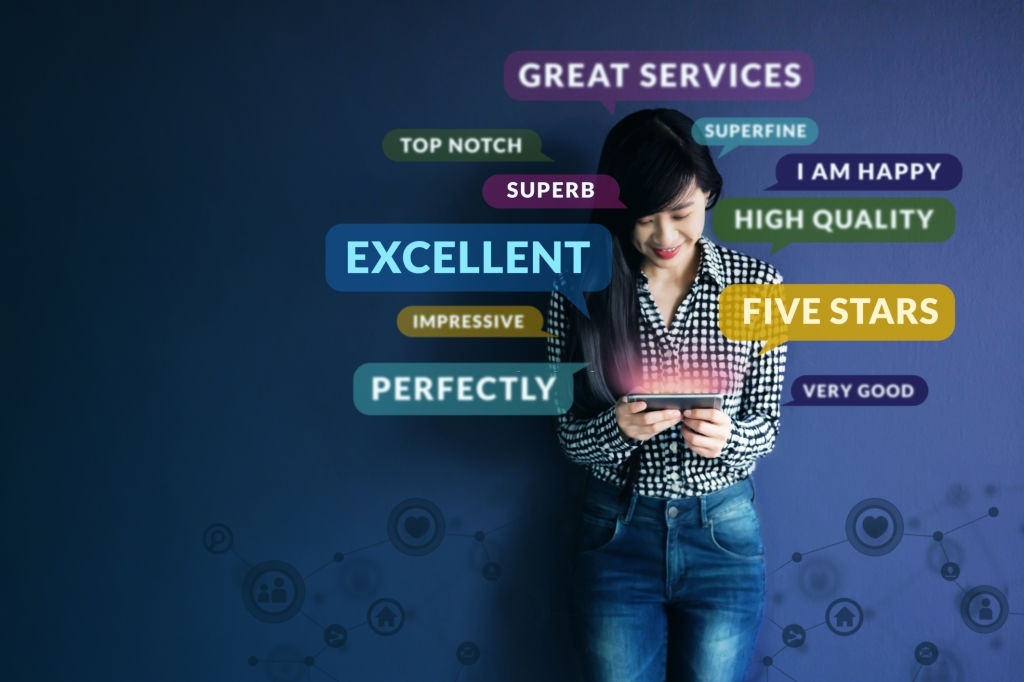 GREAT SERVICES
SUPERFINE
TOP NOTCH
I AM HAPPY
SUPERB
HIGH QUALITY
EXCELLENT
FIVE STARS
IMPRESSIVE
PERFECTLY
VERY GOOD